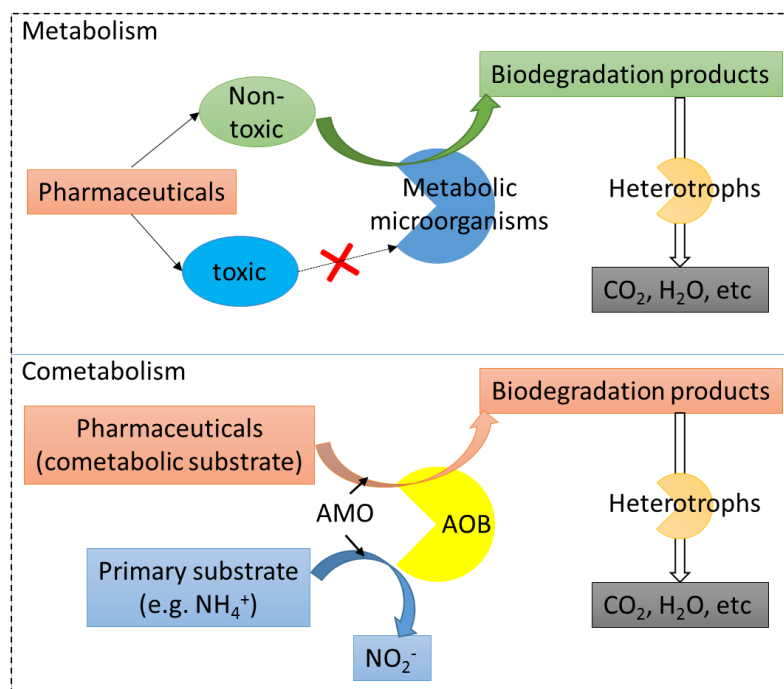 Metabolism
Non-
toxic
Biodegradation products
Pharmaceuticals
Metabolic
microorganisms
Heterotrophs
toxic
CO₂, H₂O, etc
Cometabolism
Biodegradation products
Pharmaceuticals
(cometabolic substrate)
AMO
AOB
Heterotrophs
Primary substrate
(e.g. NH₄⁺)
CO₂, H₂O, etc
NO₂⁻